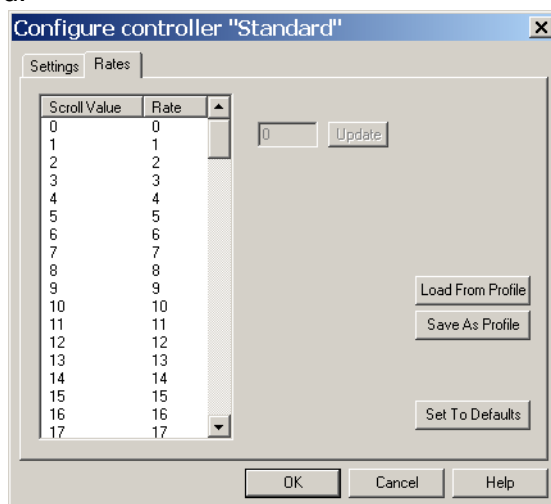 Configure controller "Standard"
Settings Rates
Scroll Value Rate
0 0
1 1
2 2
3 3
4 4
5 5
6 6
7 7
8 8
9 9
10 10
11 11
12 12
13 13
14 14
15 15
16 16
17 17
0 Update
Load From Profile
Save As Profile
Set To Defaults
OK Cancel Help